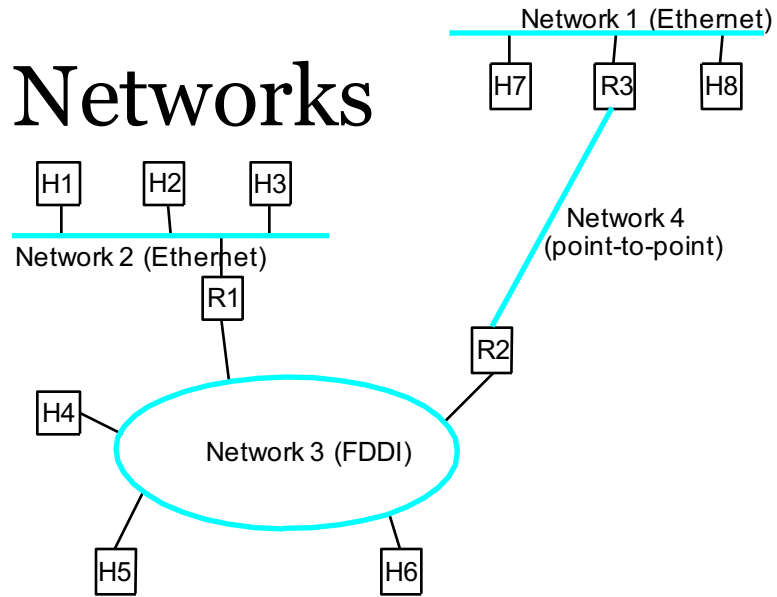 Network 1 (Ethernet)
H7 R3 H8
Networks
H1 H2 H3
Network 2 (Ethernet)
R1
Network 4
(point-to-point)
R2
H4
Network 3 (FDDI)
H5 H6